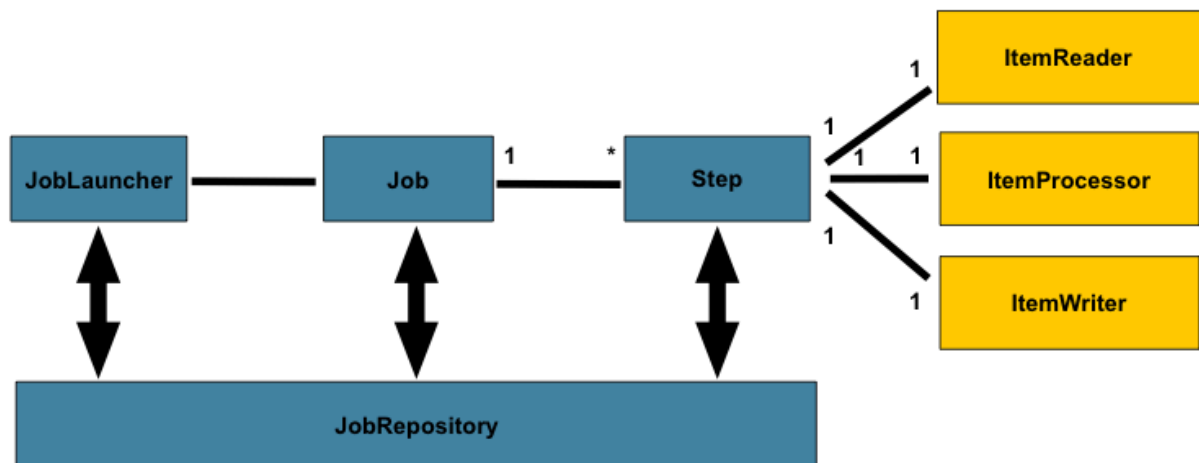 ItemReader
1
1 * 1
JobLauncher Job Step 1 1 ItemProcessor
1
1 ItemWriter
JobRepository